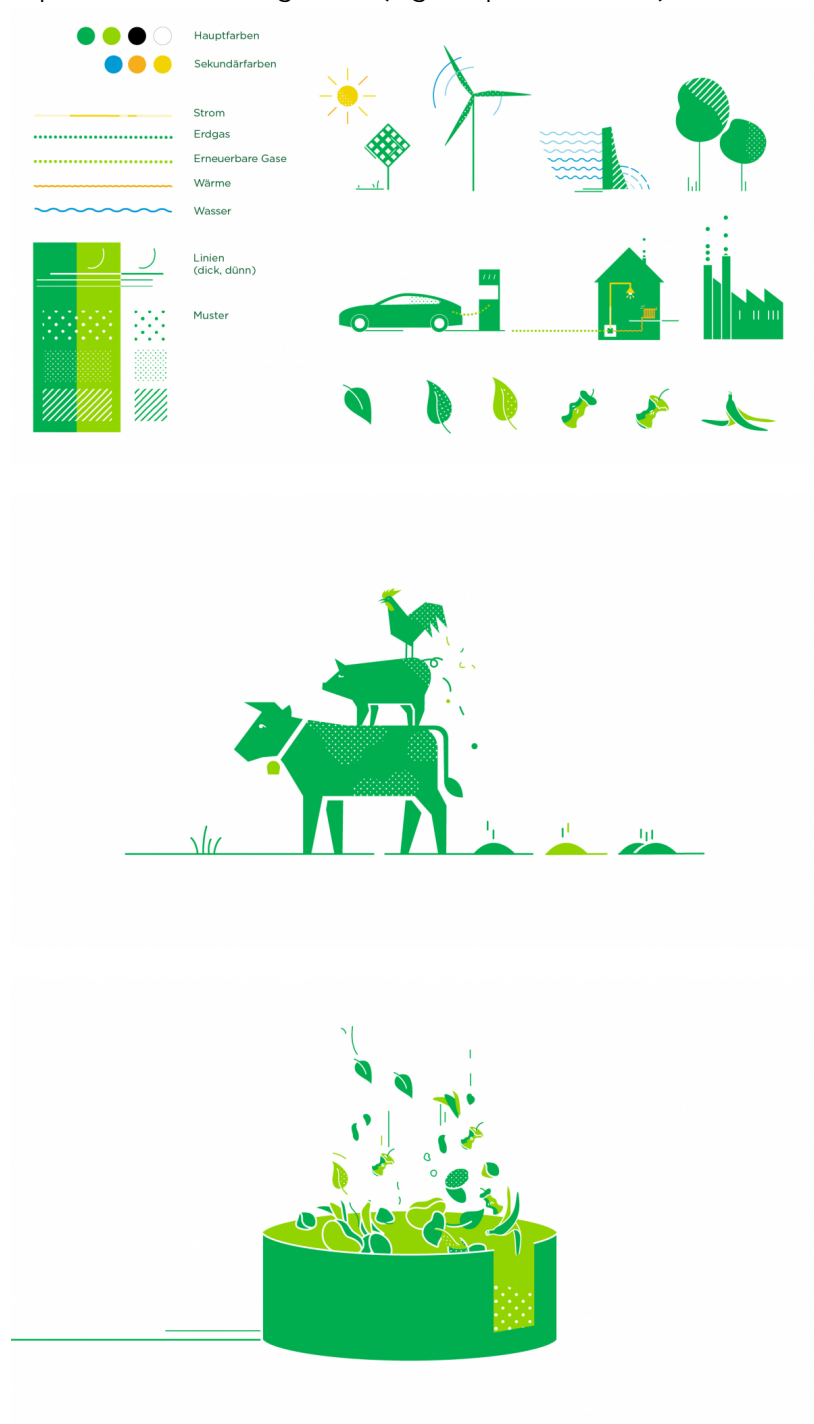 Hauptfarben
Sekundärfarben
Strom
Erdgas
Erneuerbare Gase
Wärme
Wasser
Linien
(dick, dünn)
Muster